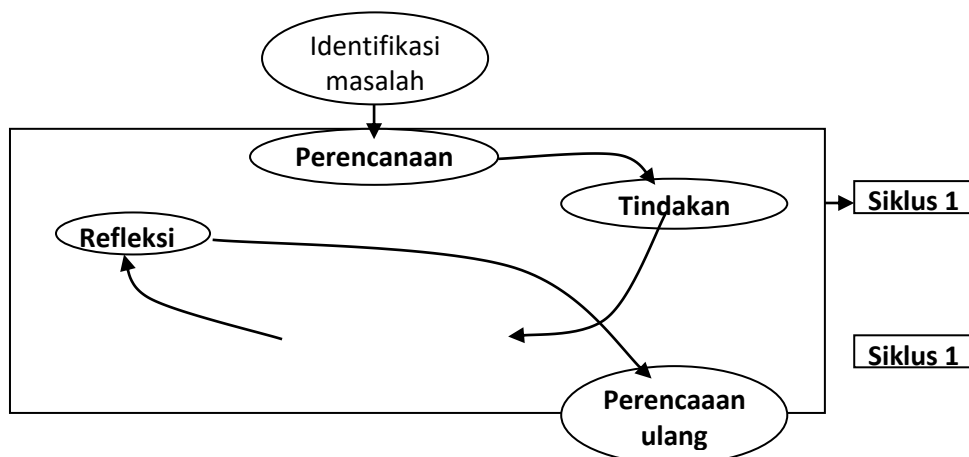 Identifikasi
masalah
Perencanaan
Tindakan
Siklus 1
Refleksi
Siklus 1
Perencaaan
ulang